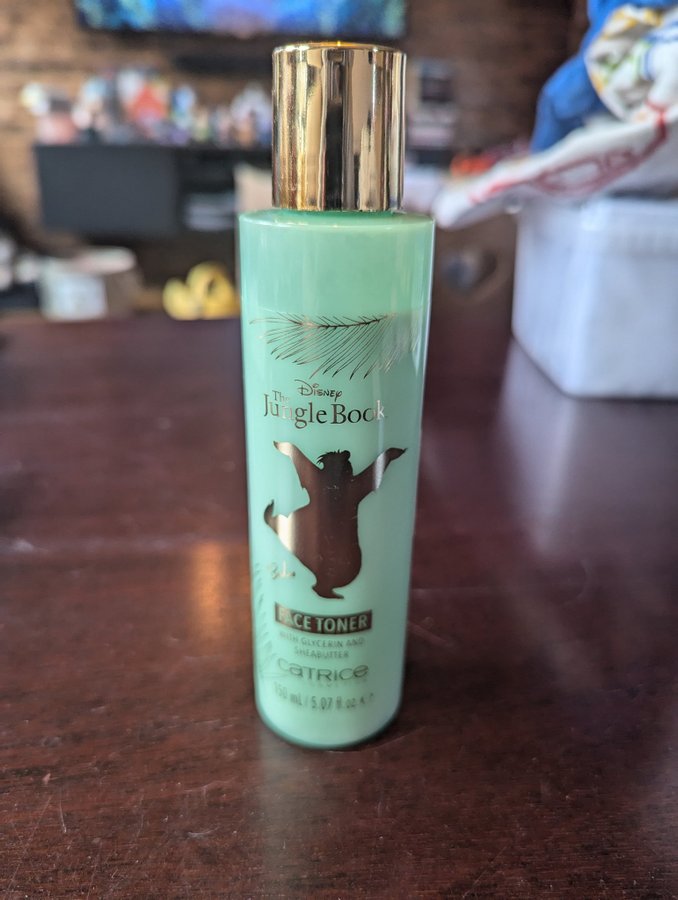 Disney
The
Jungle Book
FACE TONER
WITH GLYCERIN AND
SHEABUTTER
CATRICE
150 mL / 5.07 fl.oz.